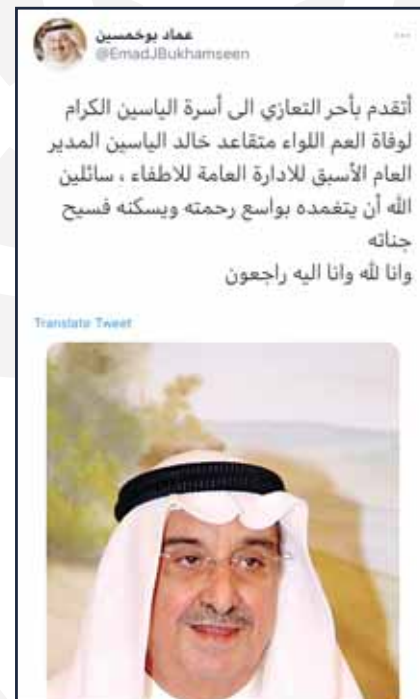 عماد بوخمسين
@EmadJBukhamseen
أتقدم بأحر التعازي الى أسرة الياسين الكرام
لوفاة العم اللواء متقاعد خالد الياسين المدير
العام الأسبق للادارة العامة للاطفاء ، سائلين
الله أن يتغمده بواسع رحمته ويسكنه فسيح
جناته
وانا لله وانا اليه راجعون
Translate Tweet